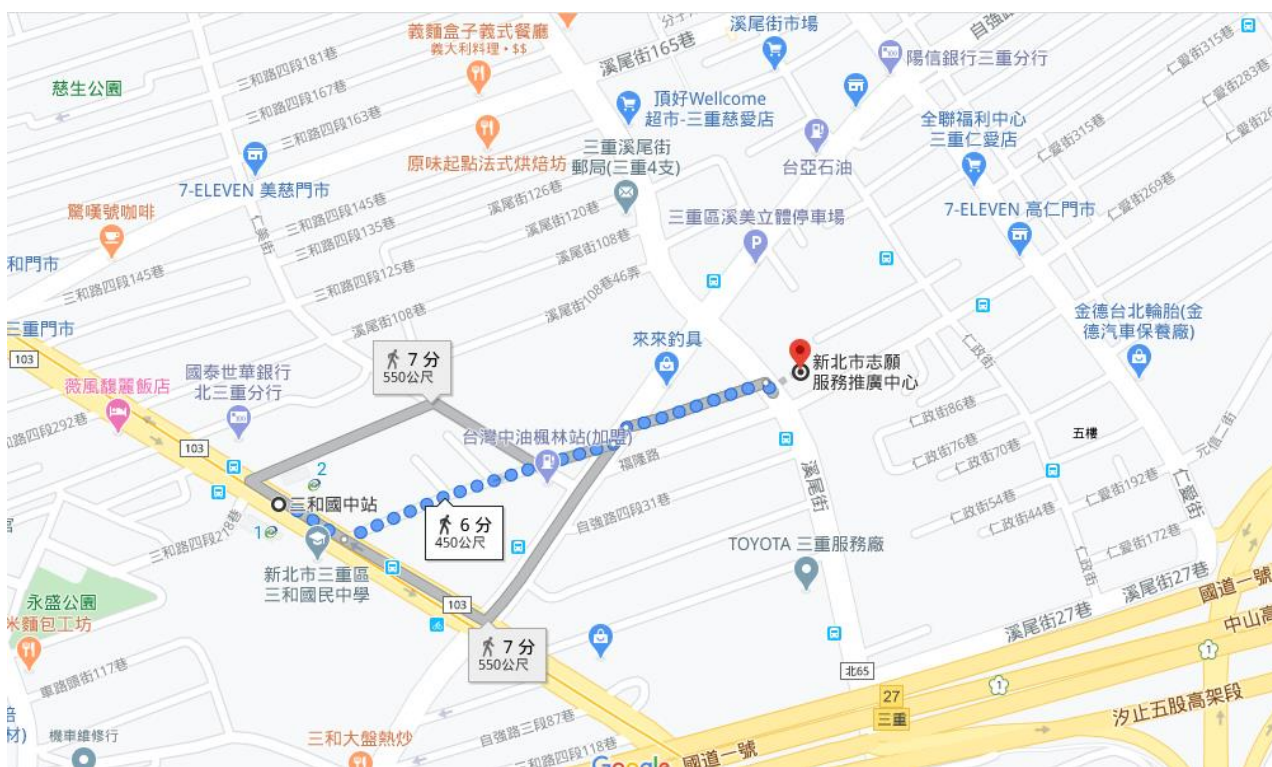 溪尾街市場
自強路
義麵盒子義式餐廳
義大利料理・$$
溪尾街165巷
陽信銀行三重分行
仁愛街315巷
三和路四段181巷
慈生公園
三和路四段167巷
三和路四段163巷
頂好Wellcome
超市-三重慈愛店
全聯福利中心
三重仁愛店
仁愛街283巷
仁愛街315巷
原味起點法式烘焙坊
三重溪尾街
郵局(三重4支)
台亞石油
7-ELEVEN 美慈門市
溪尾街126巷
仁愛街269巷
驚嘆號咖啡
三和路四段145巷
溪尾街120巷
三重區溪美立體停車場
P
7-ELEVEN 高仁門市
三和路四段135巷
溪尾街108巷
和門市
三和路四段145巷
三和路四段125巷
溪尾街108巷46弄
溪尾街108巷
三重門市
103
來來釣具
金德台北輪胎(金
德汽車保養廠)
7 分
550公尺
仁政街
新北市志願
服務推廣中心
薇風馥麗飯店
國泰世華銀行
北三重分行
仁政街86巷
五樓
元信二街
台灣中油楓林站(加盟)
103
福隆路
仁政街76巷
仁政街70巷
2
三和國中站
溪尾街
仁愛街192巷
仁愛街
自強路四段31巷
仁政街54巷
仁政街44巷
6 分
450公尺
1
三和路四段218巷
TOYOTA 三重服務廠
仁愛街172巷
新北市三重區
三和國民中學
溪尾街27巷
國道一號
永盛公園
103
米麵包工坊
溪尾街27巷
中山高
7 分
550公尺
1
車路頭街117巷
北65
1
27
三重
汐止五股高架段
材)
機車維修行
三和大盤熱炒
自強路三段87巷
三和路四段118巷
Google
國道一號